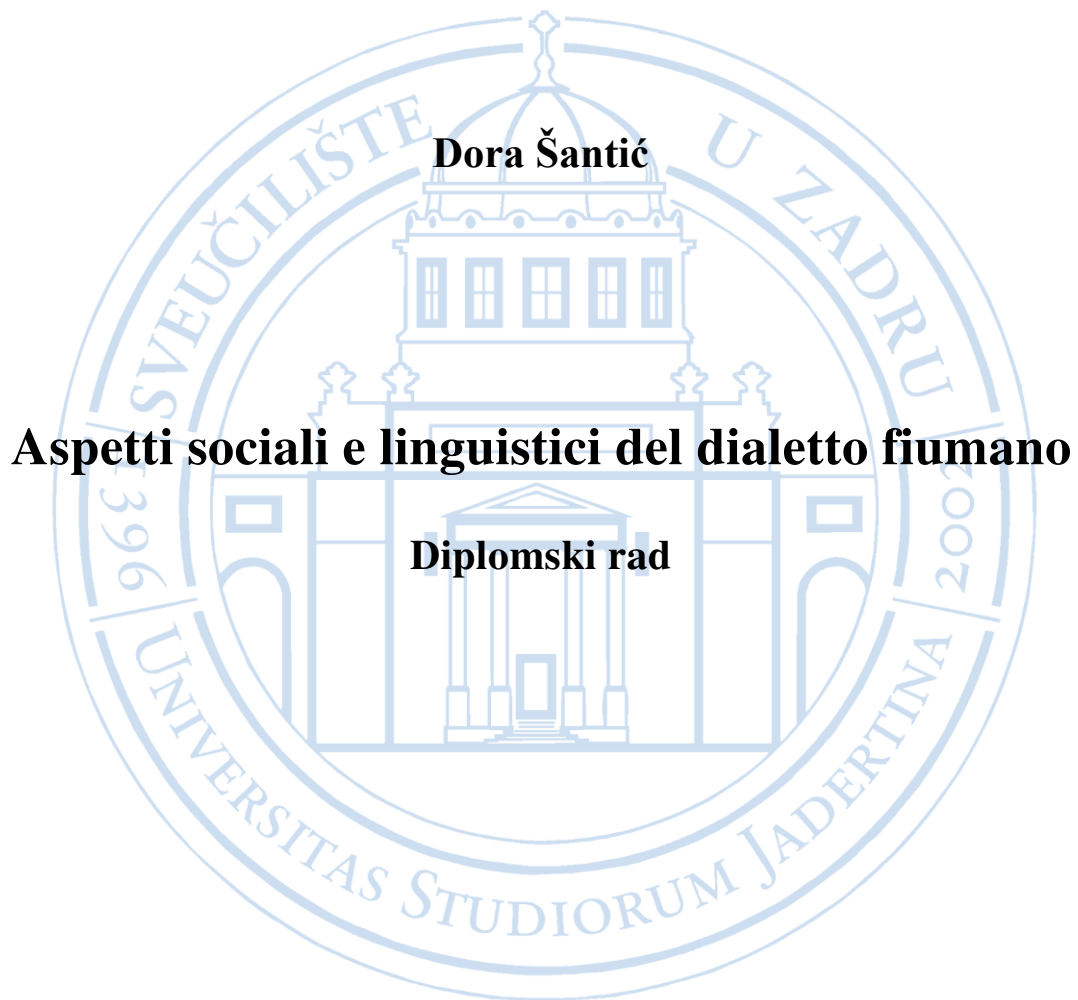 Dora Šantić
Aspetti sociali e linguistici del dialetto fiumano
Diplomski rad
SVEUČILIŠTE U ZADRU
1396
2002
UNIVERSITAS STUDIORUM JADERTINA